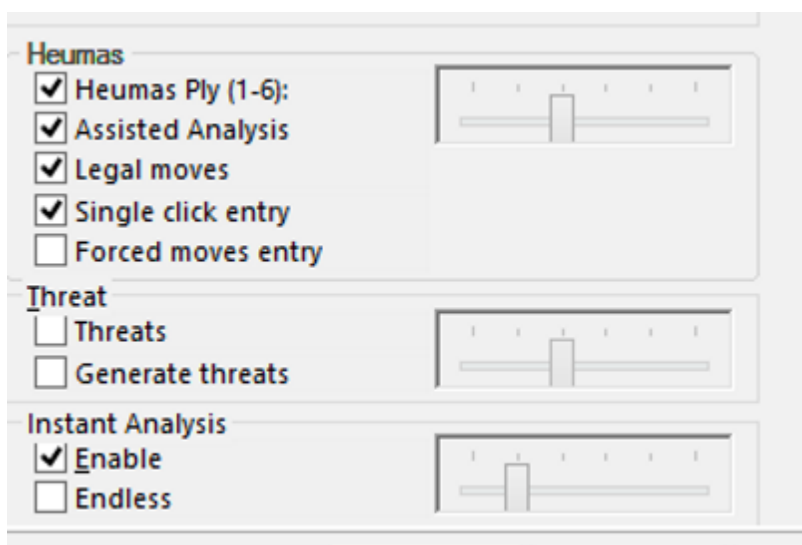 Heumas
Heumas Ply (1-6):
Assisted Analysis
Legal moves
Single click entry
Forced moves entry
Threat
Threats
Generate threats
Instant Analysis
Enable
Endless